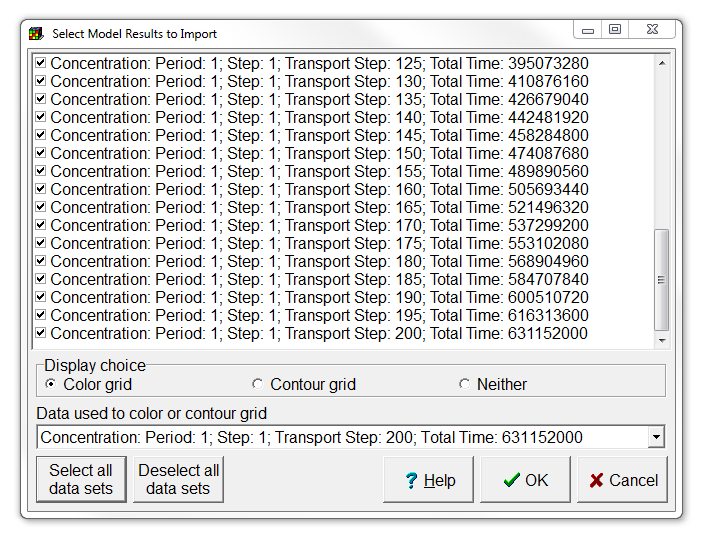 Select Model Results to Import
Concentration: Period: 1; Step: 1; Transport Step: 125; Total Time: 395073280
Concentration: Period: 1; Step: 1; Transport Step: 130; Total Time: 410876160
Concentration: Period: 1; Step: 1; Transport Step: 135; Total Time: 426679040
Concentration: Period: 1; Step: 1; Transport Step: 140; Total Time: 442481920
Concentration: Period: 1; Step: 1; Transport Step: 145; Total Time: 458284800
Concentration: Period: 1; Step: 1; Transport Step: 150; Total Time: 474087680
Concentration: Period: 1; Step: 1; Transport Step: 155; Total Time: 489890560
Concentration: Period: 1; Step: 1; Transport Step: 160; Total Time: 505693440
Concentration: Period: 1; Step: 1; Transport Step: 165; Total Time: 521496320
Concentration: Period: 1; Step: 1; Transport Step: 170; Total Time: 537299200
Concentration: Period: 1; Step: 1; Transport Step: 175; Total Time: 553102080
Concentration: Period: 1; Step: 1; Transport Step: 180; Total Time: 568904960
Concentration: Period: 1; Step: 1; Transport Step: 185; Total Time: 584707840
Concentration: Period: 1; Step: 1; Transport Step: 190; Total Time: 600510720
Concentration: Period: 1; Step: 1; Transport Step: 195; Total Time: 616313600
Concentration: Period: 1; Step: 1; Transport Step: 200; Total Time: 631152000
Display choice
Color grid
Contour grid
Neither
Data used to color or contour grid
Concentration: Period: 1; Step: 1; Transport Step: 200; Total Time: 631152000
Select all
data sets
Deselect all
data sets
Help
OK
Cancel